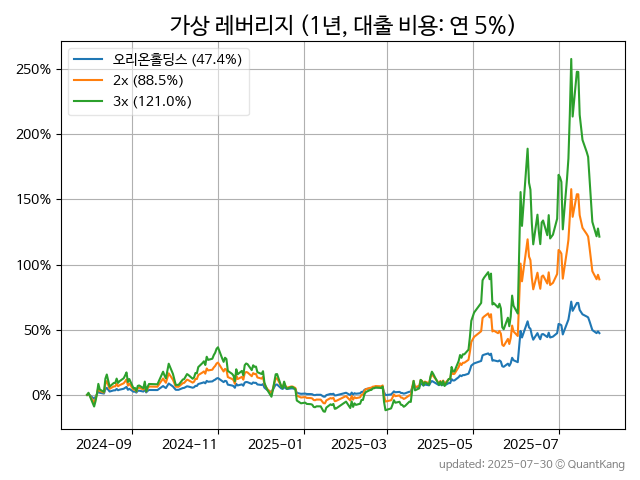 가상 레버리지 (1년, 대출 비용: 연 5%)
오리온홀딩스 (47.4%)
2x (88.5%)
3x (121.0%)
250%
200%
150%
100%
50%
0%
2024-09 2024-11 2025-01 2025-03 2025-05 2025-07
updated: 2025-07-30 © QuantKang